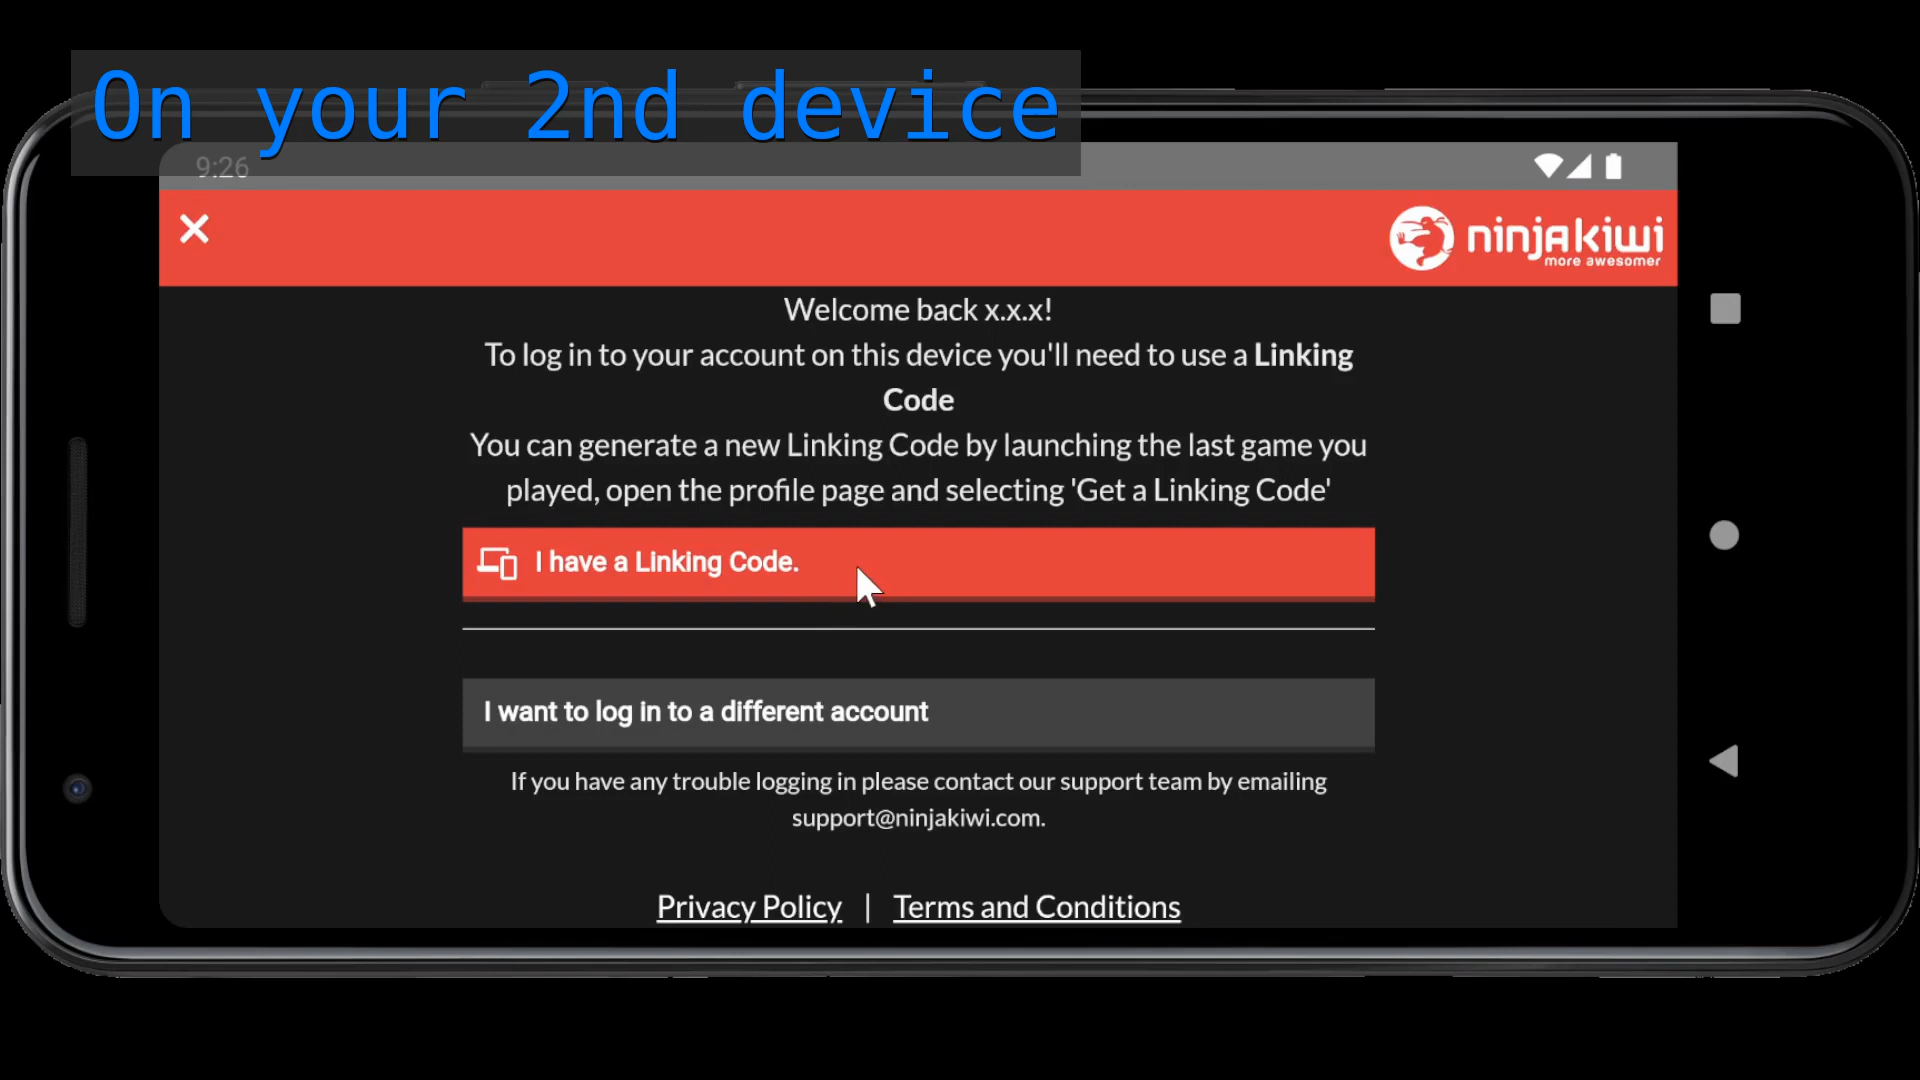 On your 2nd device
9:26
ninjakiwi
more awesomer
Welcome back x.x.x!
To log in to your account on this device you'll need to use a Linking
Code
You can generate a new Linking Code by launching the last game you
played, open the profile page and selecting 'Get a Linking Code'
I have a Linking Code.
I want to log in to a different account
If you have any trouble logging in please contact our support team by emailing
support@ninjakiwi.com.
Privacy Policy | Terms and Conditions